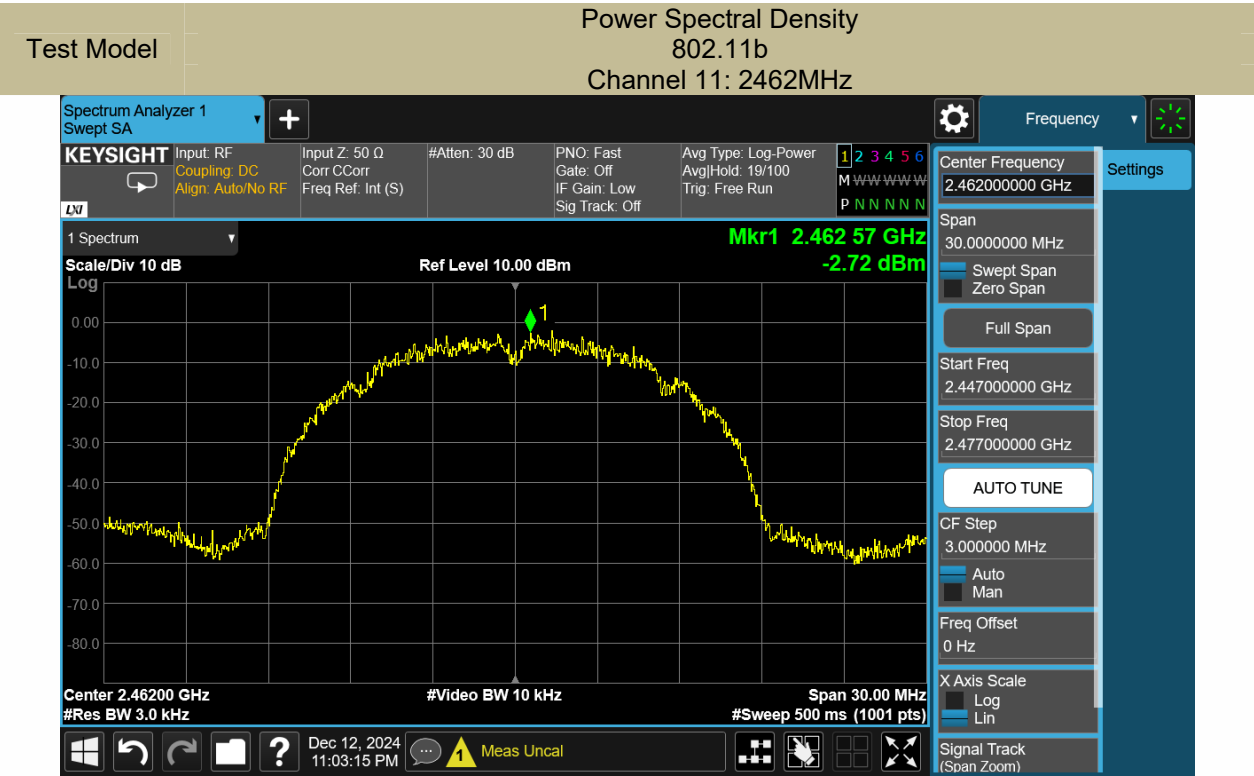 Test Model
Power Spectral Density
802.11b
Channel 11: 2462MHz
Spectrum Analyzer 1
Swept SA
Frequency
KEYSIGHT
LXI
Input: RF
Coupling: DC
Align: Auto/No RF
Input Z: 50 Ω
Corr CCorr
Freq Ref: Int (S)
#Atten: 30 dB
PNO: Fast
Gate: Off
IF Gain: Low
Sig Track: Off
Avg Type: Log-Power
Avg|Hold: 19/100
Trig: Free Run
1 2 3 4 5 6
M W W W W W
P N N N N N
1 Spectrum
Scale/Div 10 dB
Log
Ref Level 10.00 dBm
Mkr1 2.462 57 GHz
-2.72 dBm
1
0.00
-10.0
-20.0
-30.0
-40.0
-50.0
-60.0
-70.0
-80.0
Center 2.46200 GHz
#Res BW 3.0 kHz
#Video BW 10 kHz
Span 30.00 MHz
#Sweep 500 ms (1001 pts)
Center Frequency
2.462000000 GHz
Span
30.0000000 MHz
Swept Span
Zero Span
Full Span
Start Freq
2.447000000 GHz
Stop Freq
2.477000000 GHz
AUTO TUNE
CF Step
3.000000 MHz
Auto
Man
Freq Offset
0 Hz
X Axis Scale
Log
Lin
Signal Track
(Span Zoom)
Settings
?
Dec 12, 2024
11:03:15 PM
1
Meas Uncal